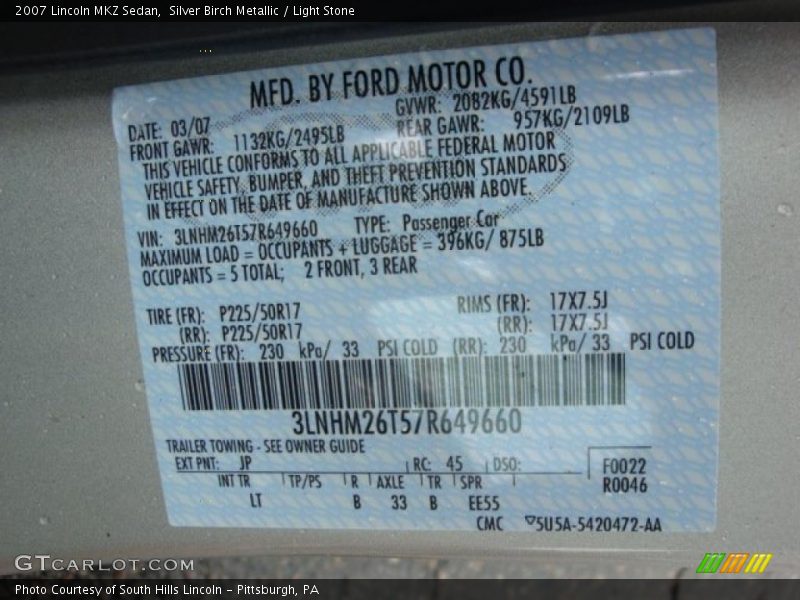 2007 Lincoln MKZ Sedan,  Silver Birch Metallic / Light Stone
MFD. BY FORD MOTOR CO.
DATE: 03/07 GVWR: 2082KG/4591LB
FRONT GAWR: 1132KG/2495LB REAR GAWR: 957KG/2109LB
THIS VEHICLE CONFORMS TO ALL APPLICABLE FEDERAL MOTOR
VEHICLE SAFETY, BUMPER, AND THEFT PREVENTION STANDARDS
IN EFFECT ON THE DATE OF MANUFACTURE SHOWN ABOVE.
VIN: 3LNHM26T57R649660 TYPE: Passenger Car
MAXIMUM LOAD = OCCUPANTS + LUGGAGE = 396KG/ 875LB
OCCUPANTS = 5 TOTAL; 2 FRONT, 3 REAR
TIRE (FR): P225/50R17 RIMS (FR): 17X7.5J
(RR): P225/50R17 (RR): 17X7.5J
PRESSURE (FR): 230 kPa/ 33 PSI COLD (RR): 230 kPa/ 33 PSI COLD
3LNHM26T57R649660
TRAILER TOWING - SEE OWNER GUIDE
EXT PNT: JP RC: 45 DSO: F0022
INT TR TP/PS R AXLE TR SPR R0046
LT B 33 B EE55
CMC 5U5A-5420472-AA
GTCARLOT.COM
Photo Courtesy of South Hills Lincoln – Pittsburgh, PA